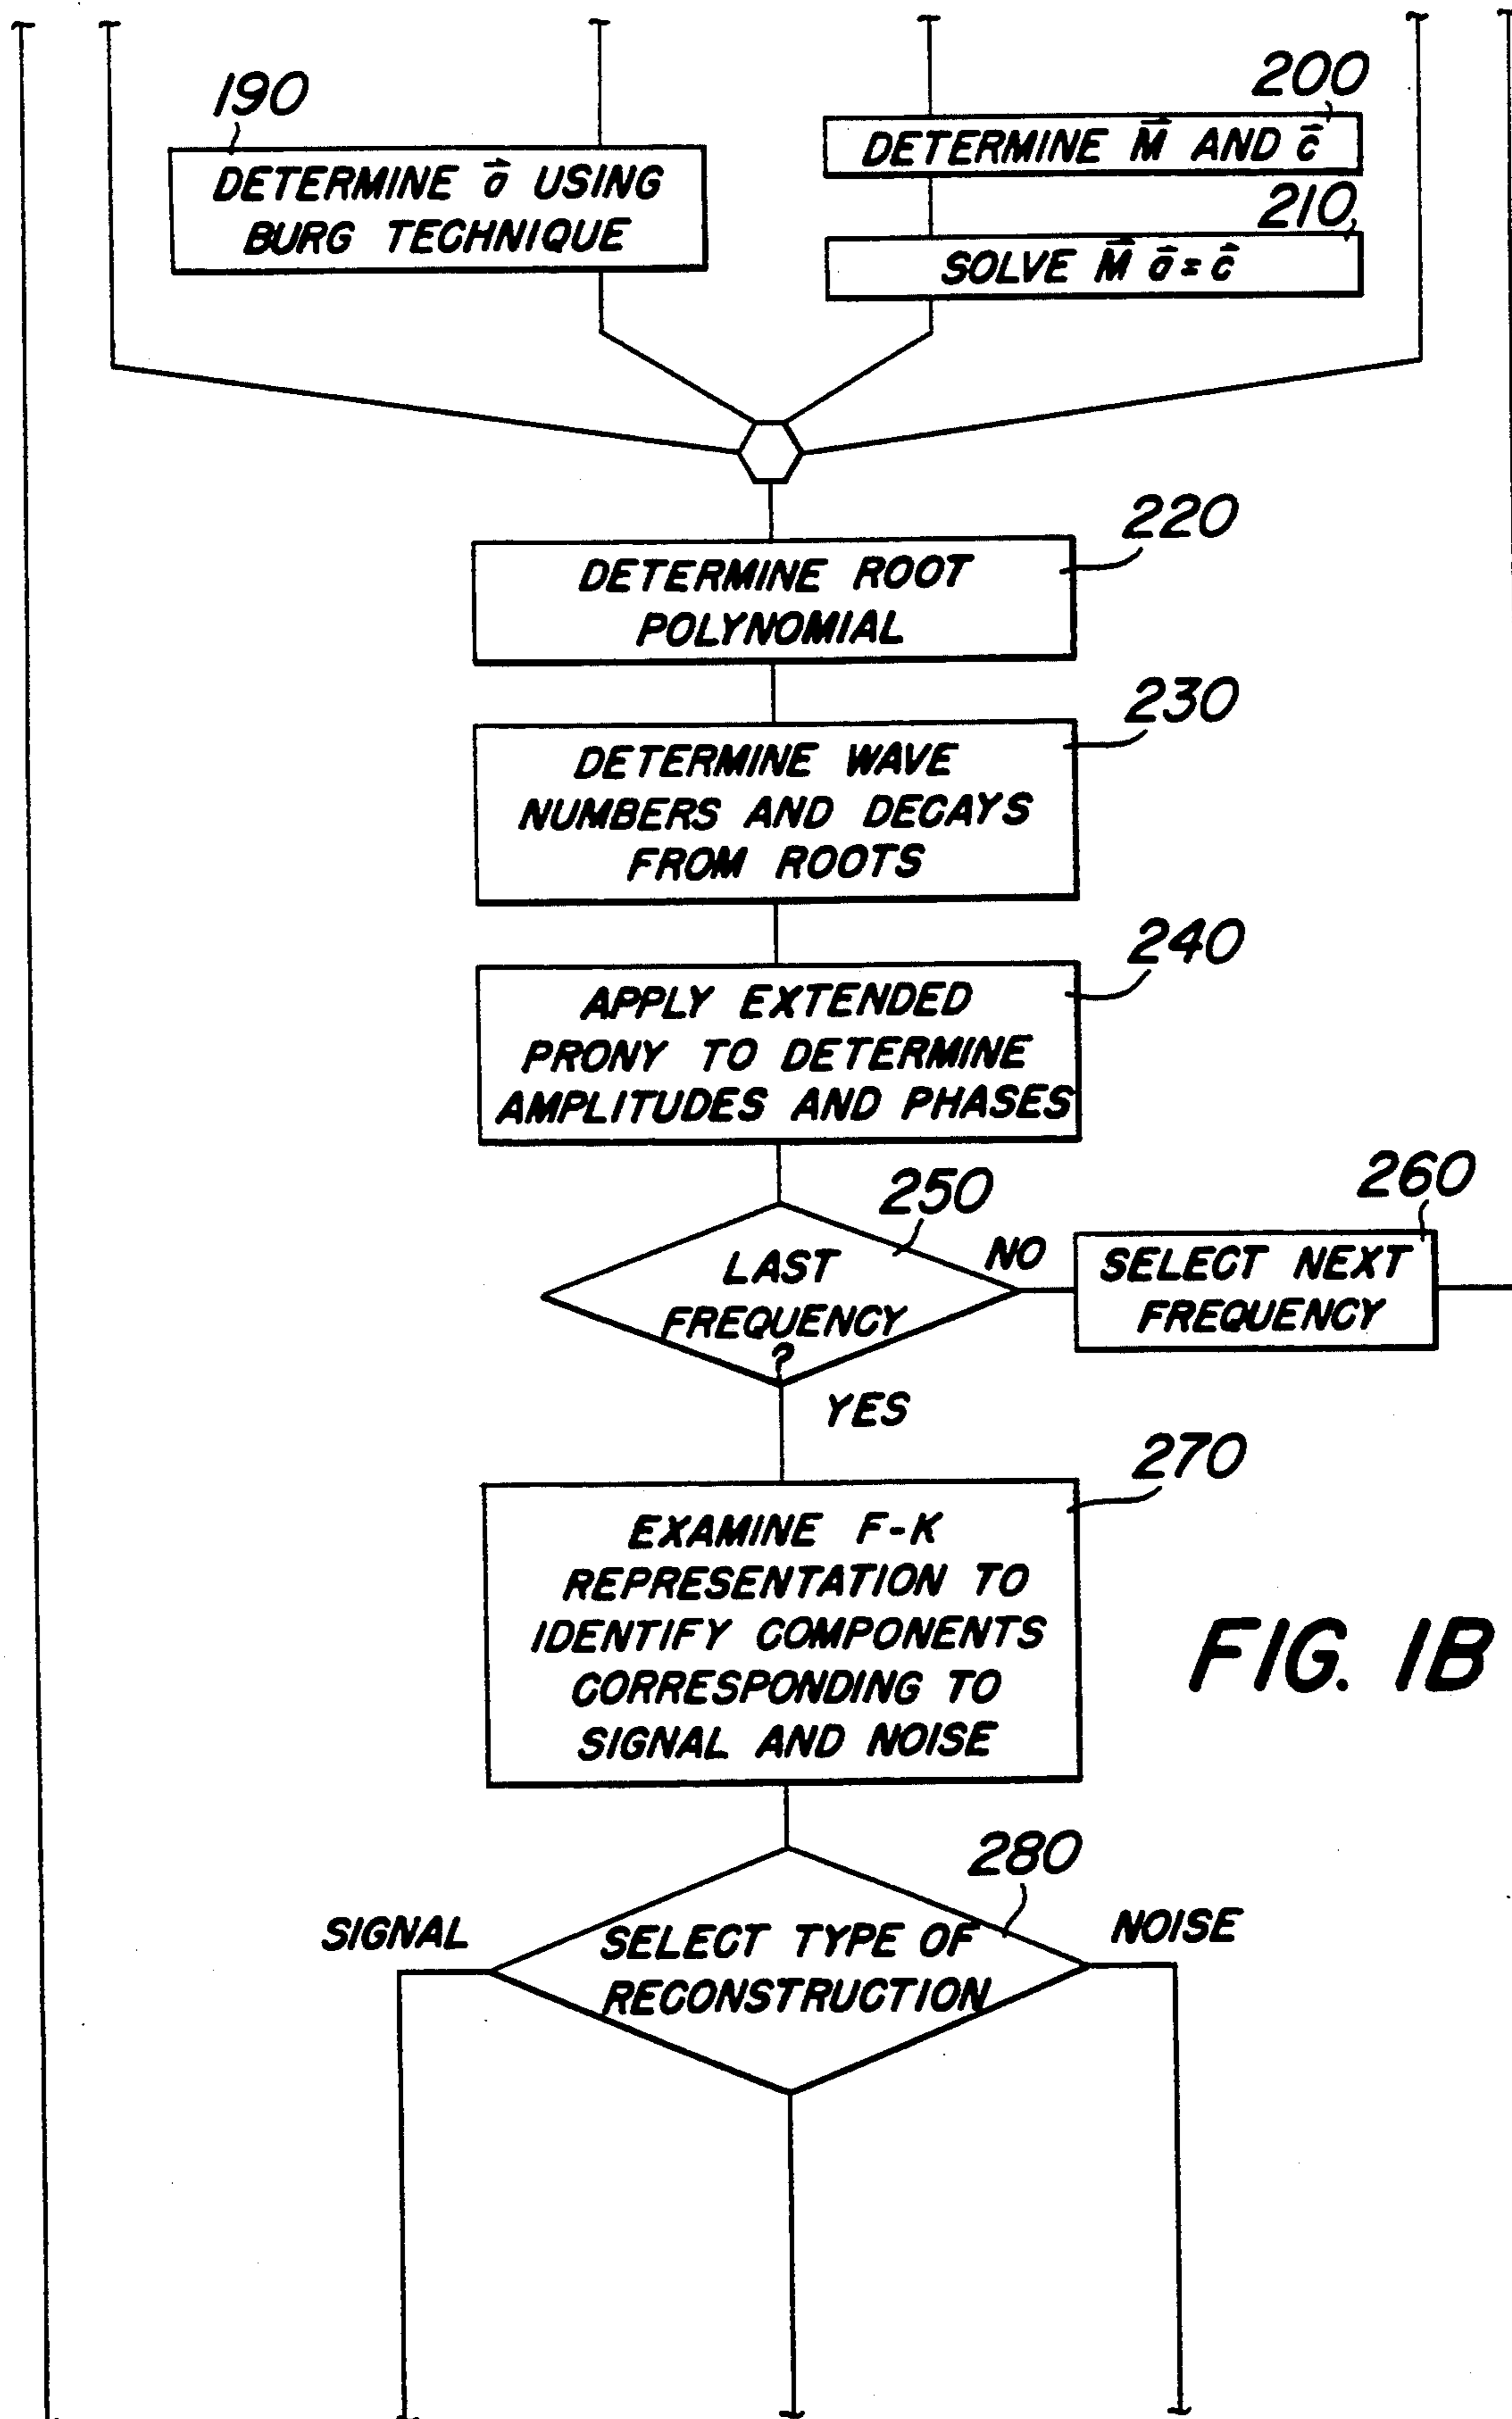 190
DETERMINE a⃗ USING
BURG TECHNIQUE
200
DETERMINE M⃗ AND c⃗
210
SOLVE M⃗ a⃗ = c⃗
220
DETERMINE ROOT
POLYNOMIAL
230
DETERMINE WAVE
NUMBERS AND DECAYS
FROM ROOTS
240
APPLY EXTENDED
PRONY TO DETERMINE
AMPLITUDES AND PHASES
250
LAST
FREQUENCY
?
NO
260
SELECT NEXT
FREQUENCY
YES
270
EXAMINE F-K
REPRESENTATION TO
IDENTIFY COMPONENTS
CORRESPONDING TO
SIGNAL AND NOISE
FIG. 1B
280
SIGNAL
SELECT TYPE OF
RECONSTRUCTION
NOISE